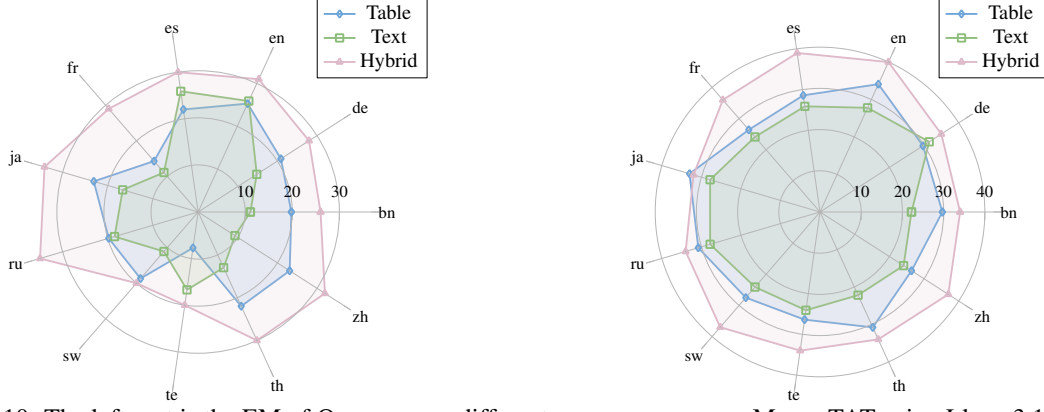 Table
Text
Hybrid
es
en
fr
de
ja
10
20
30
bn
ru
zh
sw
te
th
Table
Text
Hybrid
es
en
fr
de
ja
10
20
30
40
bn
ru
zh
sw
te
th